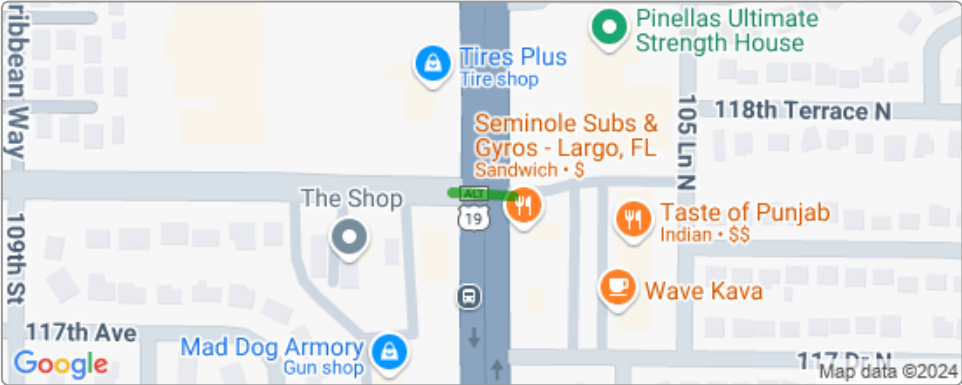 ribbean Way
Pinellas Ultimate
Strength House
Tires Plus
Tire shop
118th Terrace N
105 Ln N
Seminole Subs &
Gyros - Largo, FL
Sandwich • $
ALT
19
The Shop
Taste of Punjab
Indian • $$
109th St
Wave Kava
117th Ave
Mad Dog Armory
Gun shop
117 Dr N
Google
Map data ©2024